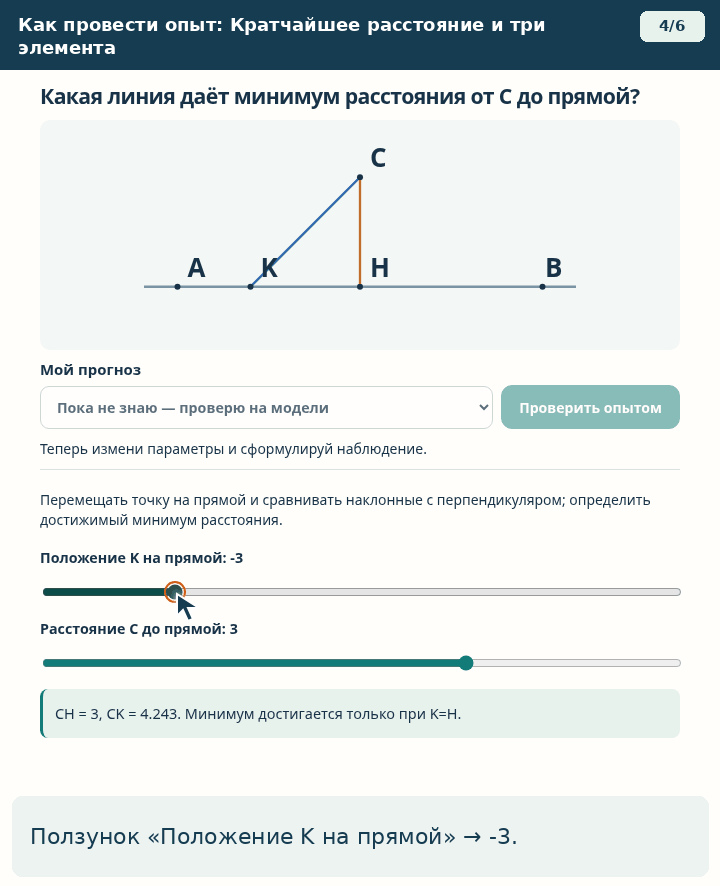 Как провести опыт: Кратчайшее расстояние и три
элемента
4/6
Какая линия даёт минимум расстояния от C до прямой?
C
A
K
H
B
Мой прогноз
Пока не знаю — проверю на модели
Проверить опытом
Теперь измени параметры и сформулируй наблюдение.
Перемещать точку на прямой и сравнивать наклонные с перпендикуляром; определить
достижимый минимум расстояния.
Положение K на прямой: -3
Расстояние C до прямой: 3
CH = 3, CK = 4.243. Минимум достигается только при K=H.
Ползунок «Положение K на прямой» → -3.